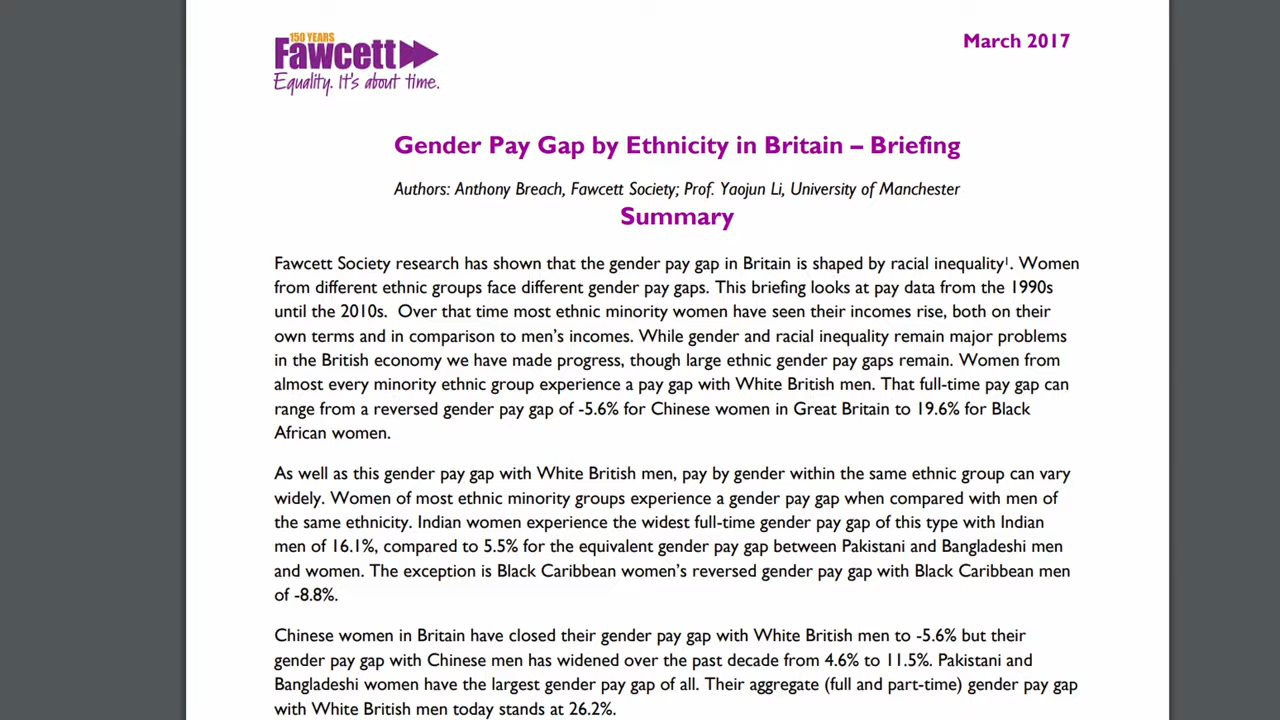 150 YEARS
Fawcett
Equality. It's about time.
March 2017
Gender Pay Gap by Ethnicity in Britain – Briefing
Authors: Anthony Breach, Fawcett Society; Prof. Yaojun Li, University of Manchester
Summary
Fawcett Society research has shown that the gender pay gap in Britain is shaped by racial inequality¹. Women
from different ethnic groups face different gender pay gaps. This briefing looks at pay data from the 1990s
until the 2010s.  Over that time most ethnic minority women have seen their incomes rise, both on their
own terms and in comparison to men's incomes. While gender and racial inequality remain major problems
in the British economy we have made progress, though large ethnic gender pay gaps remain. Women from
almost every minority ethnic group experience a pay gap with White British men. That full-time pay gap can
range from a reversed gender pay gap of -5.6% for Chinese women in Great Britain to 19.6% for Black
African women.
As well as this gender pay gap with White British men, pay by gender within the same ethnic group can vary
widely. Women of most ethnic minority groups experience a gender pay gap when compared with men of
the same ethnicity. Indian women experience the widest full-time gender pay gap of this type with Indian
men of 16.1%, compared to 5.5% for the equivalent gender pay gap between Pakistani and Bangladeshi men
and women. The exception is Black Caribbean women's reversed gender pay gap with Black Caribbean men
of -8.8%.
Chinese women in Britain have closed their gender pay gap with White British men to -5.6% but their
gender pay gap with Chinese men has widened over the past decade from 4.6% to 11.5%. Pakistani and
Bangladeshi women have the largest gender pay gap of all. Their aggregate (full and part-time) gender pay gap
with White British men today stands at 26.2%.